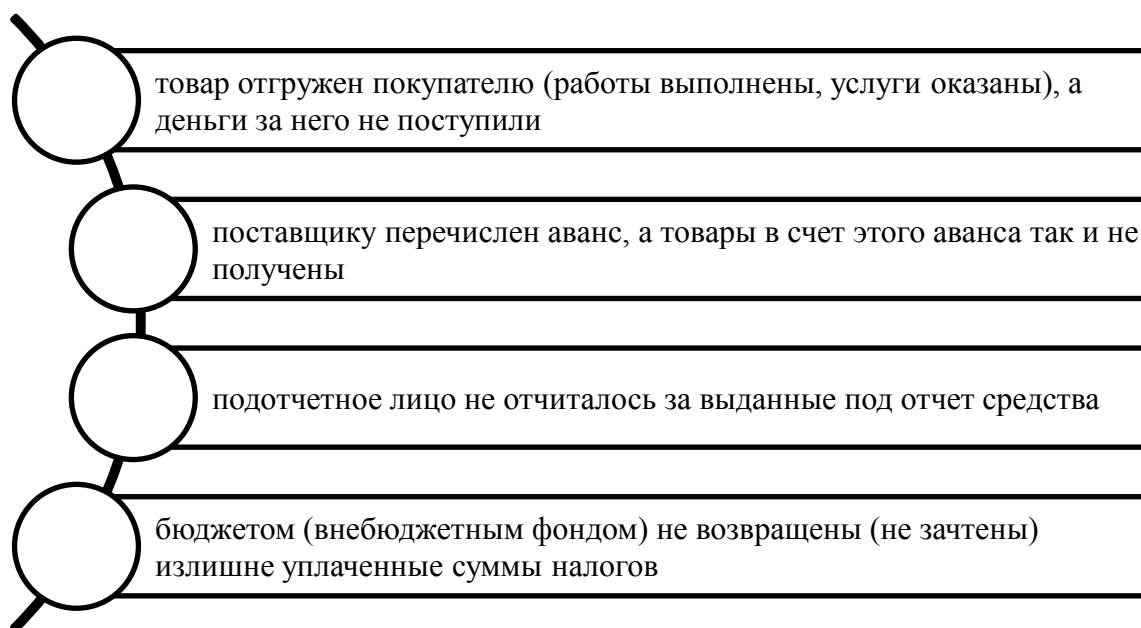 товар отгружен покупателю (работы выполнены, услуги оказаны), а
деньги за него не поступили
поставщику перечислен аванс, а товары в счет этого аванса так и не
получены
подотчетное лицо не отчиталось за выданные под отчет средства
бюджетом (внебюджетным фондом) не возвращены (не зачтены)
излишне уплаченные суммы налогов